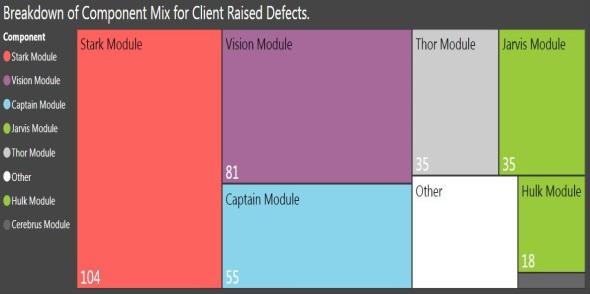 Breakdown of Component Mix for Client Raised Defects.
Component
Stark Module
Vision Module
Captain Module
Jarvis Module
Thor Module
Other
Hulk Module
Cerebrus Module
Stark Module
104
Vision Module
81
Captain Module
55
Thor Module
35
Jarvis Module
35
Other
Hulk Module
18